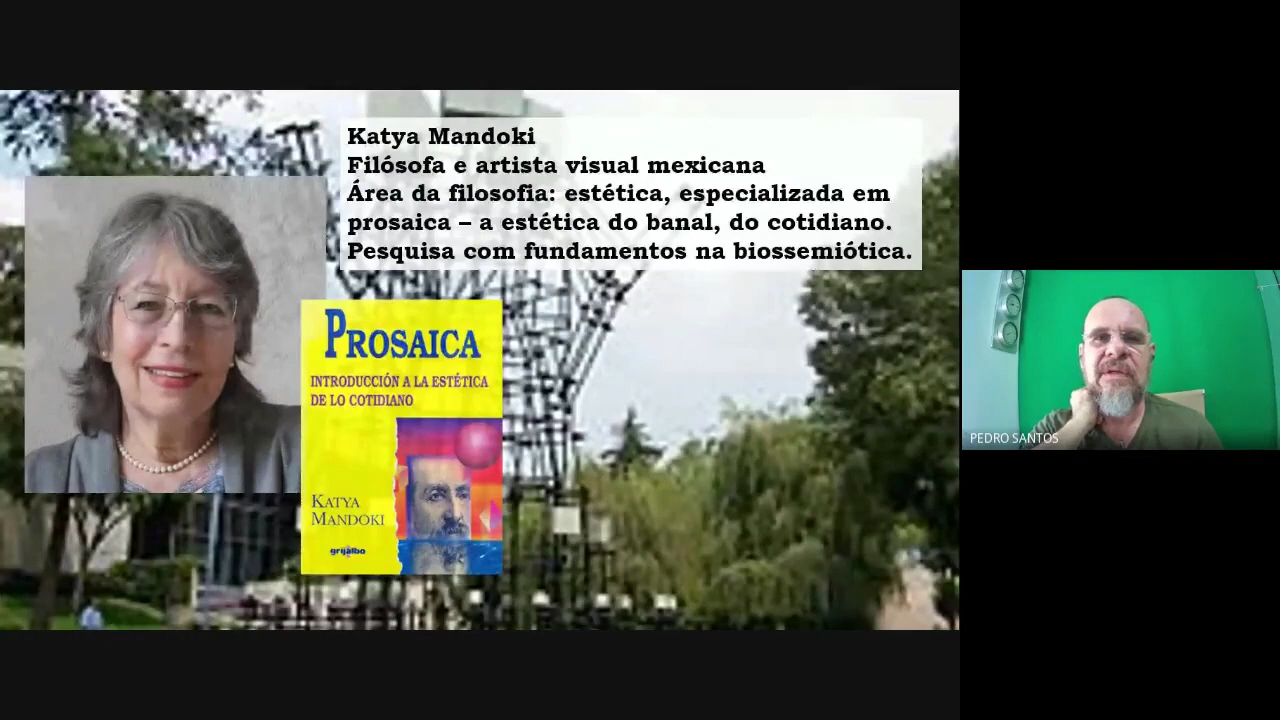 Katya Mandoki
Filósofa e artista visual mexicana
Área da filosofia: estética, especializada em
prosaica – a estética do banal, do cotidiano.
Pesquisa com fundamentos na biossemiótica.
PROSAICA
INTRODUCCIÓN A LA ESTÉTICA
DE LO COTIDIANO
KATYA
MANDOKI
grijalbo
PEDRO SANTOS